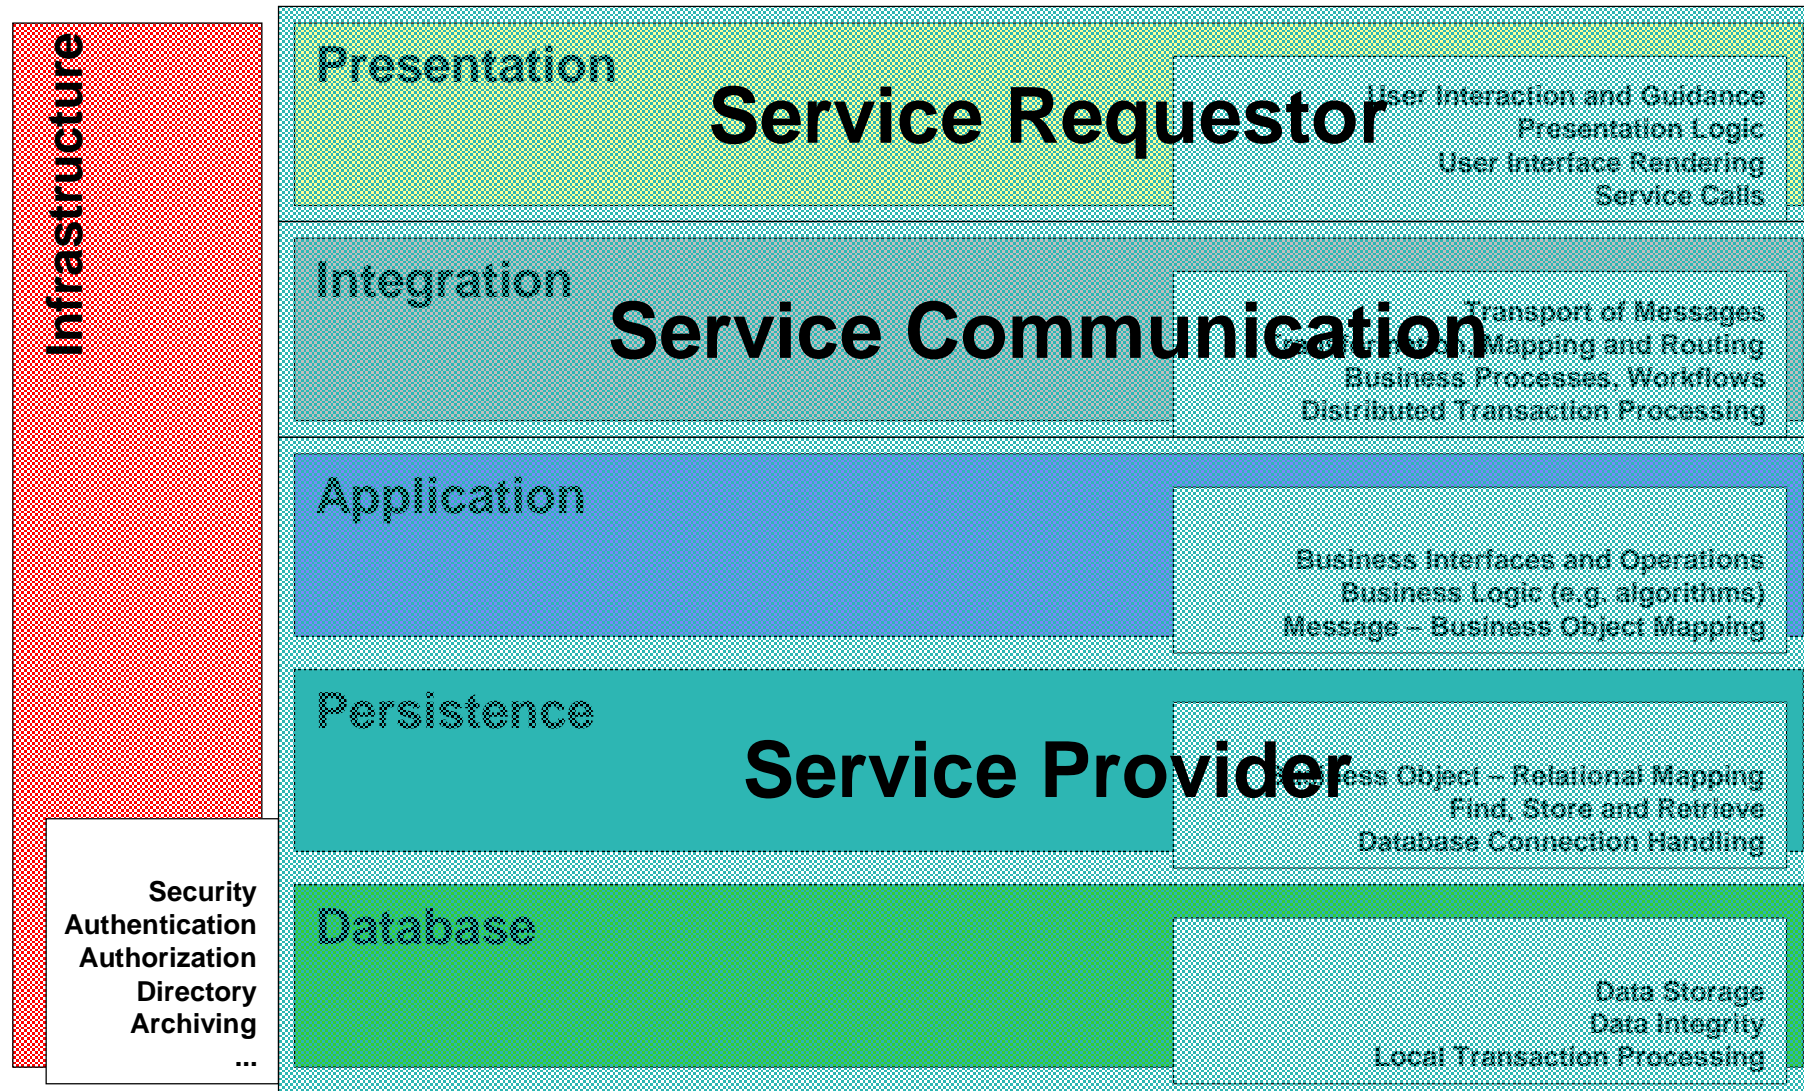 Infrastructure
Security
Authentication
Authorization
Directory
Archiving
...
Presentation
Service Requestor
User Interaction and Guidance
Presentation Logic
User Interface Rendering
Service Calls
Integration
Service Communication
Transport of Messages
Mapping and Routing
Business Processes, Workflows
Distributed Transaction Processing
Application
Business Interfaces and Operations
Business Logic (e.g. algorithms)
Message – Business Object Mapping
Persistence
Service Provider
Object – Relational Mapping
Find, Store and Retrieve
Database Connection Handling
Database
Data Storage
Data Integrity
Local Transaction Processing